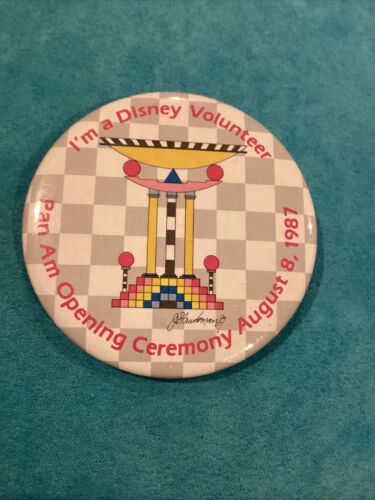 I'm a Disney Volunteer
Pan Am Opening Ceremony August 8, 1987